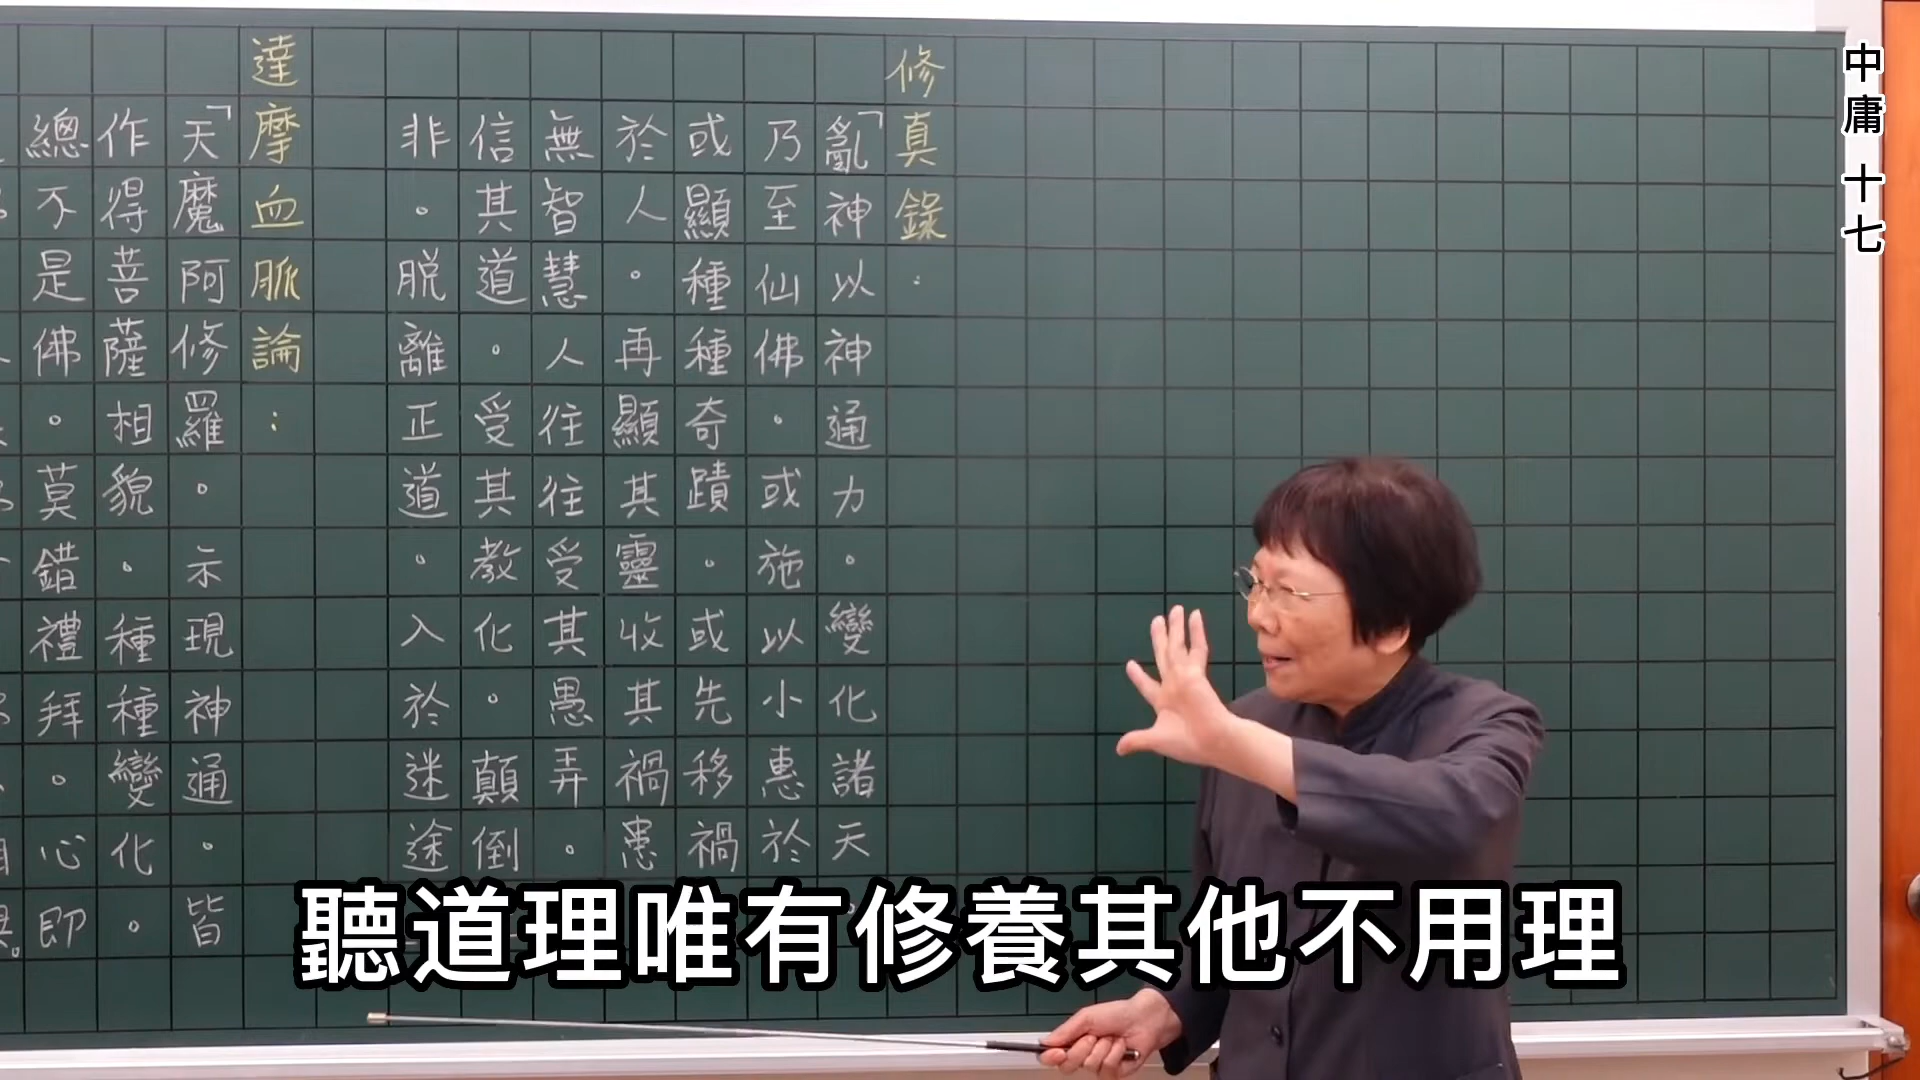 中庸 十七
修真錄：
「亂神以神通力。變化諸天。
乃至仙佛。或施以小惠於
或顯種種奇蹟。或先移禍
於人。再顯其靈收其禍患
無智慧人往往受其愚弄。
信其道。受其教化。顛倒
非。脫離正道。入於迷途
達摩血脈論：
「天魔阿修羅。示現神通。皆
作得菩薩相貌。種種變化。
總不是佛。莫錯禮拜。心即
聽道理唯有修養其他不用理